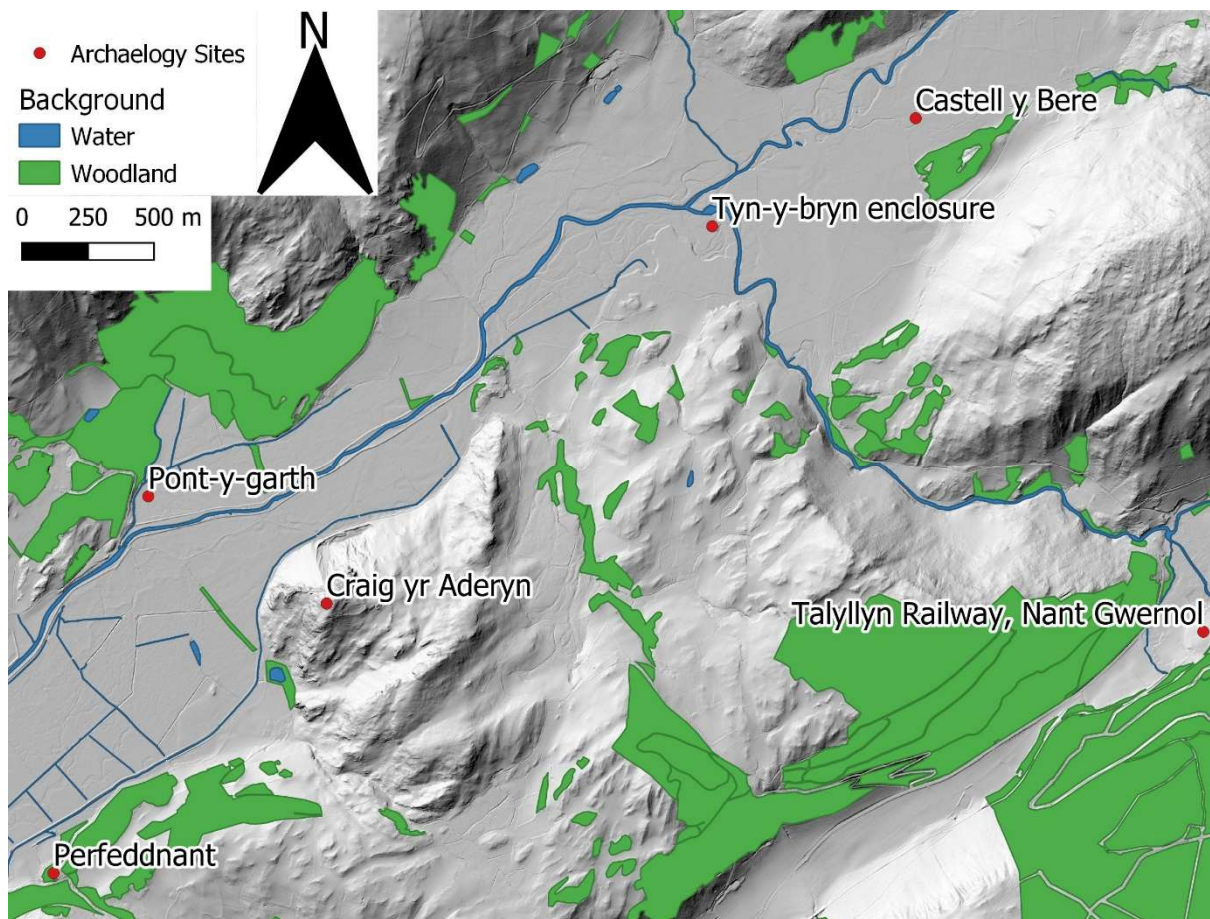 N
Archaelogy Sites
Background
Water
Woodland
0 250 500 m
Castell y Bere
Tyn-y-bryn enclosure
Pont-y-garth
Craig yr Aderyn
Talyllyn Railway, Nant Gwernol
Perfeddnant